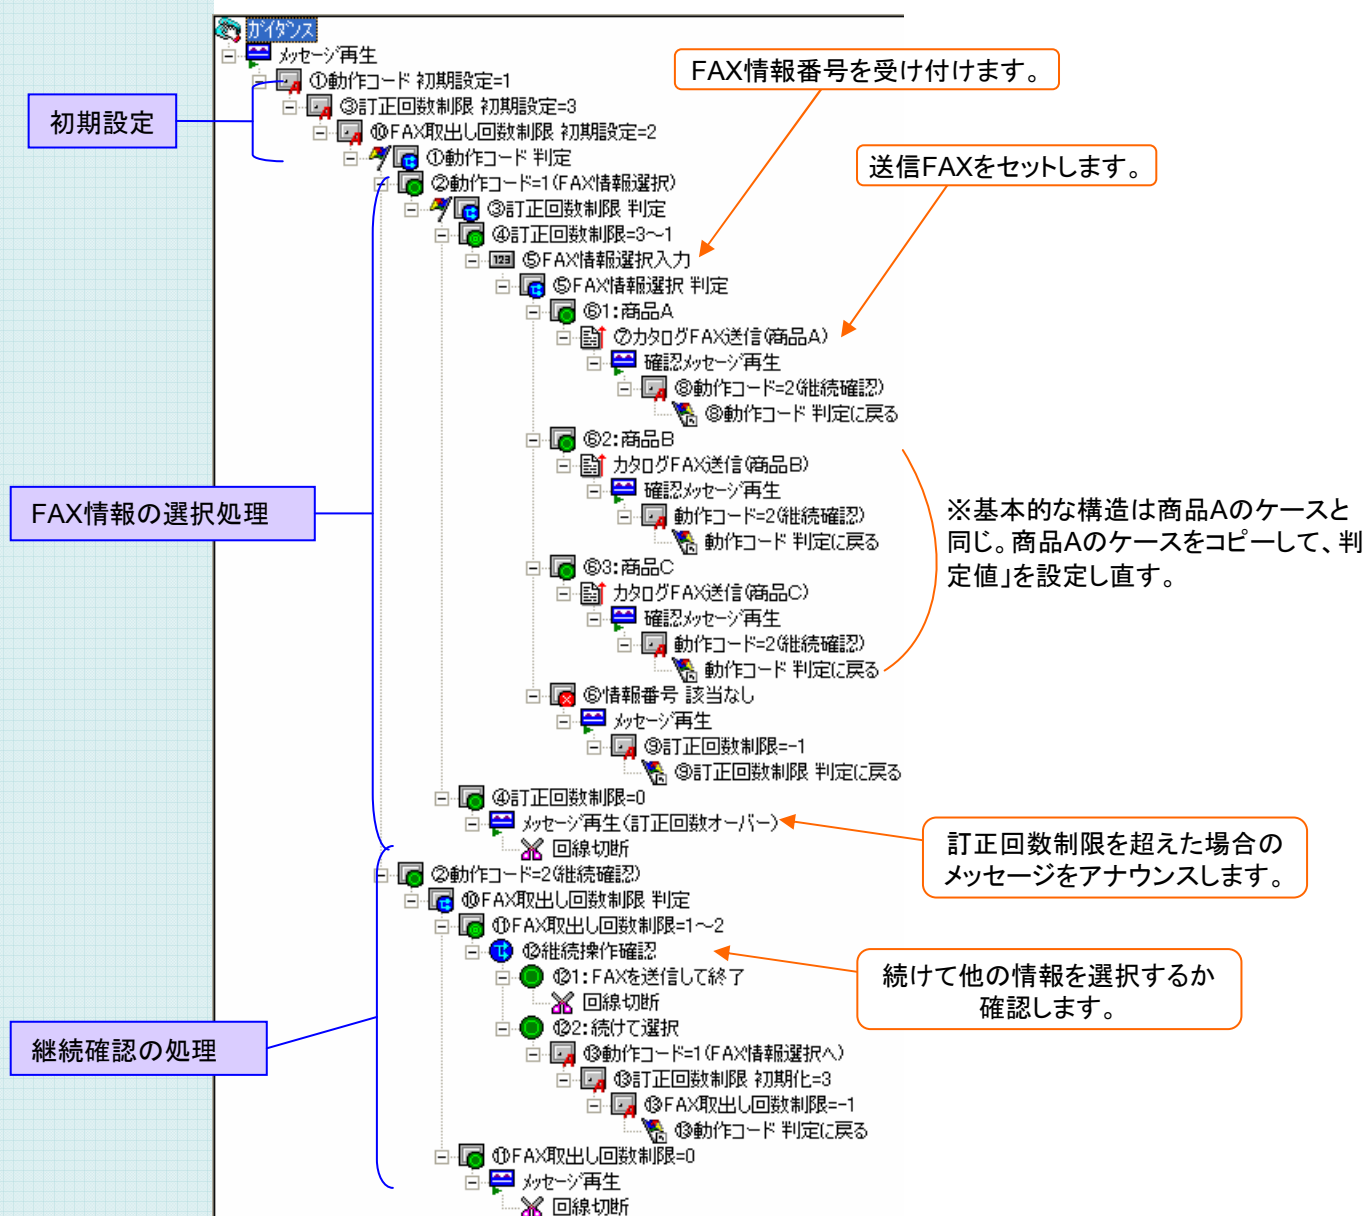 ガイダンス
メッセージ再生
①動作コード 初期設定=1
③訂正回数制限 初期設定=3
⑩FAX取出し回数制限 初期設定=2
①動作コード 判定
②動作コード=1(FAX情報選択)
③訂正回数制限 判定
④訂正回数制限=3～1
⑤FAX情報選択入力
⑤FAX情報選択 判定
⑥1:商品A
⑦カタログFAX送信(商品A)
確認メッセージ再生
⑧動作コード=2(継続確認)
⑧動作コード 判定に戻る
⑥2:商品B
カタログFAX送信(商品B)
確認メッセージ再生
動作コード=2(継続確認)
動作コード 判定に戻る
⑥3:商品C
カタログFAX送信(商品C)
確認メッセージ再生
動作コード=2(継続確認)
動作コード 判定に戻る
⑥情報番号 該当なし
メッセージ再生
⑨訂正回数制限=-1
⑨訂正回数制限 判定に戻る
④訂正回数制限=0
メッセージ再生(訂正回数オーバー)
回線切断
②動作コード=2(継続確認)
⑩FAX取出し回数制限 判定
⑪FAX取出し回数制限=1～2
⑫継続操作確認
⑫1:FAXを送信して終了
回線切断
⑫2:続けて選択
⑬動作コード=1(FAX情報選択へ)
⑬訂正回数制限 初期化=3
⑬FAX取出し回数制限=-1
⑬動作コード 判定に戻る
⑪FAX取出し回数制限=0
メッセージ再生
回線切断
初期設定
FAX情報の選択処理
継続確認の処理
FAX情報番号を受け付けます。
送信FAXをセットします。
※基本的な構造は商品Aのケースと
同じ。商品Aのケースをコピーして、判
定値」を設定し直す。
訂正回数制限を超えた場合の
メッセージをアナウンスします。
続けて他の情報を選択するか
確認します。